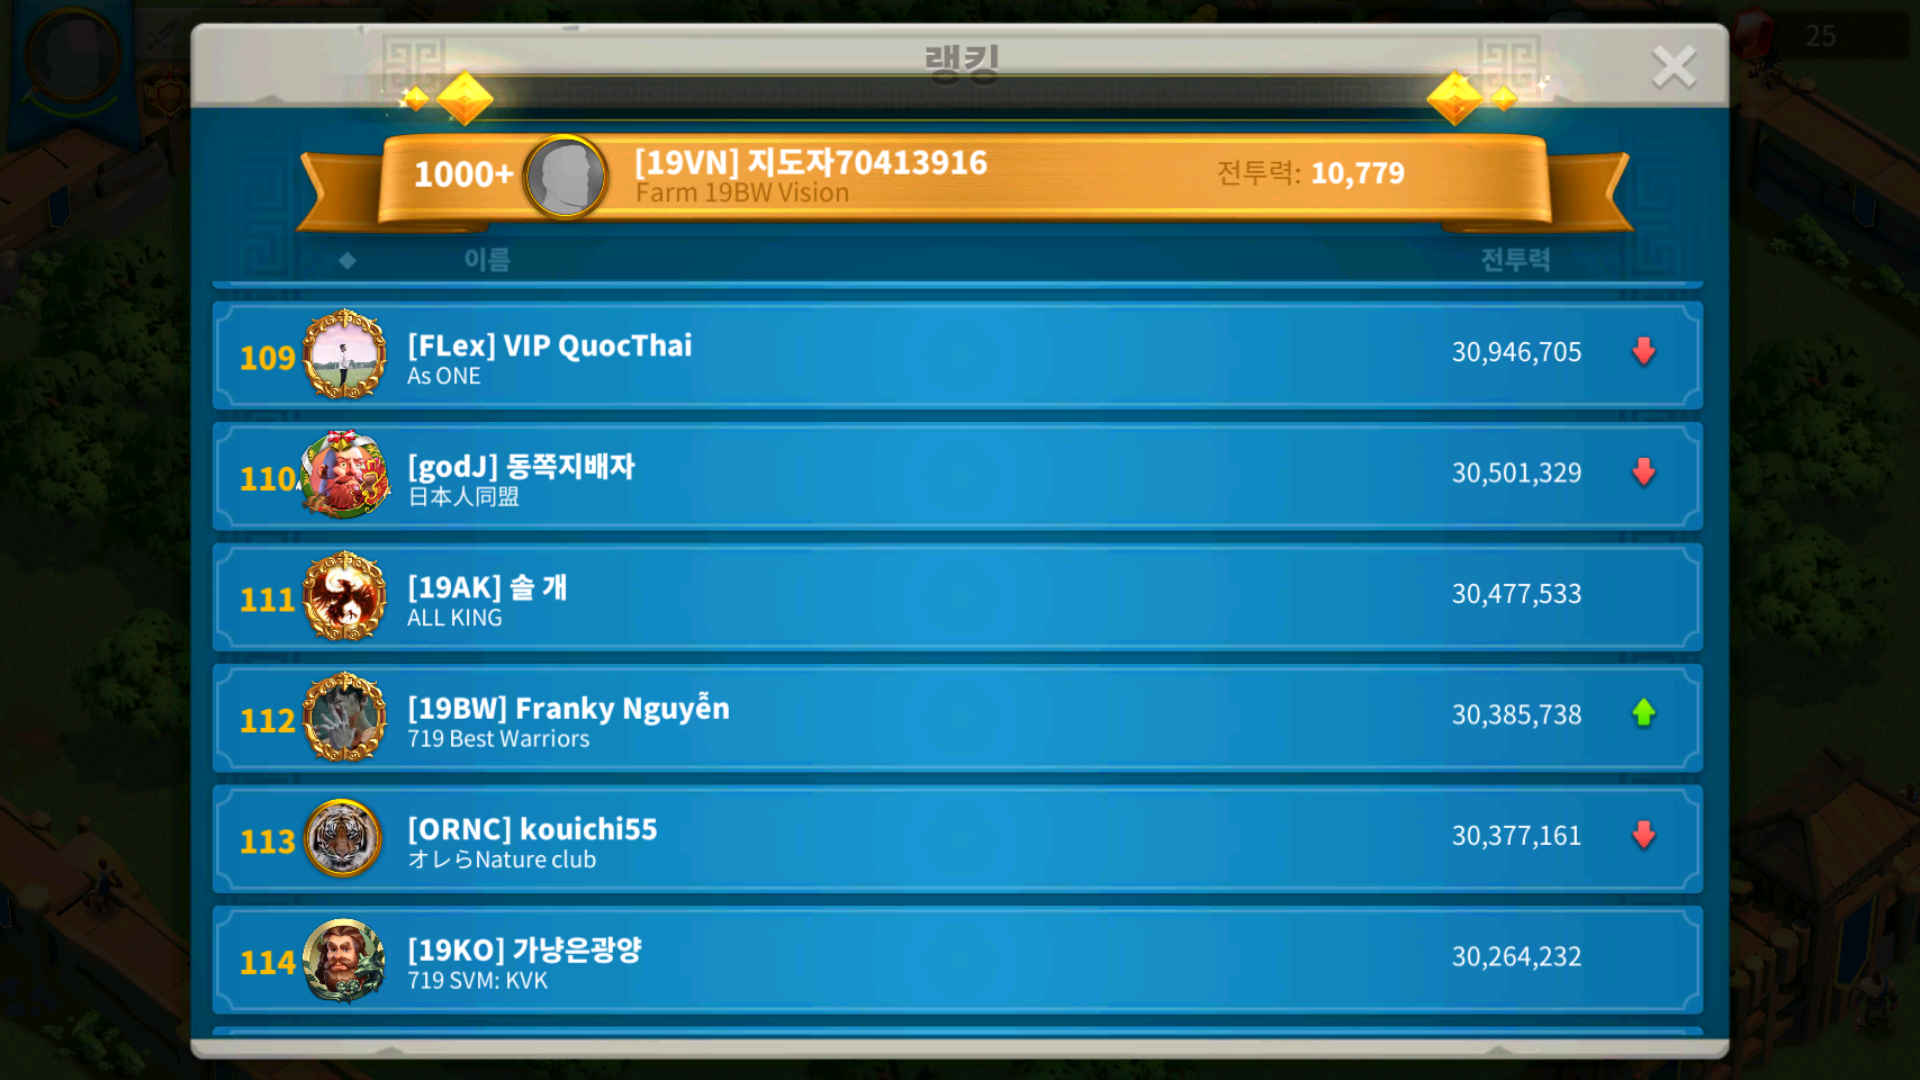 25
랭킹
1000+
[19VN] 지도자70413916
Farm 19BW Vision
전투력: 10,779
이름
전투력
109
[FLex] VIP QuocThai
As ONE
30,946,705
110
[godJ] 동쪽지배자
日本人同盟
30,501,329
111
[19AK] 솔 개
ALL KING
30,477,533
112
[19BW] Franky Nguyễn
719 Best Warriors
30,385,738
113
[ORNC] kouichi55
オレらNature club
30,377,161
114
[19KO] 가냥은광양
719 SVM: KVK
30,264,232